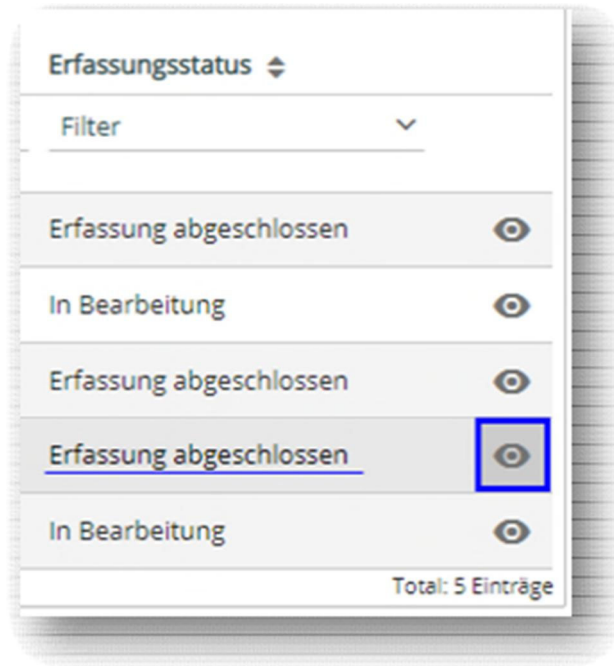 Erfassungsstatus
Filter
Erfassung abgeschlossen
In Bearbeitung
Erfassung abgeschlossen
Erfassung abgeschlossen
In Bearbeitung
Total: 5 Einträge